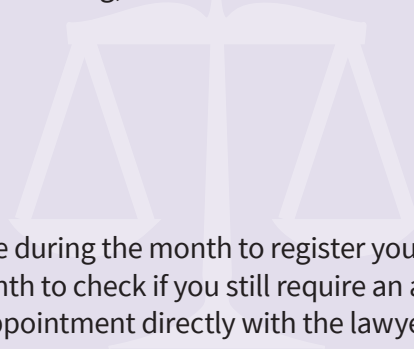 e during the month to register you
nth to check if you still require an a
ppointment directly with the lawye